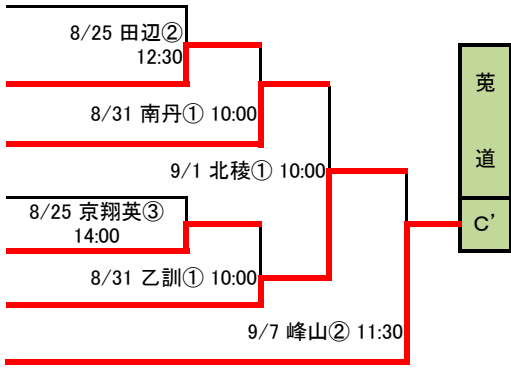 8/25 田辺②
12:30
8/31 南丹① 10:00
9/1 北稜① 10:00
8/25 京翔英③
14:00
8/31 乙訓① 10:00
9/7 峰山② 11:30
莵
道
C’